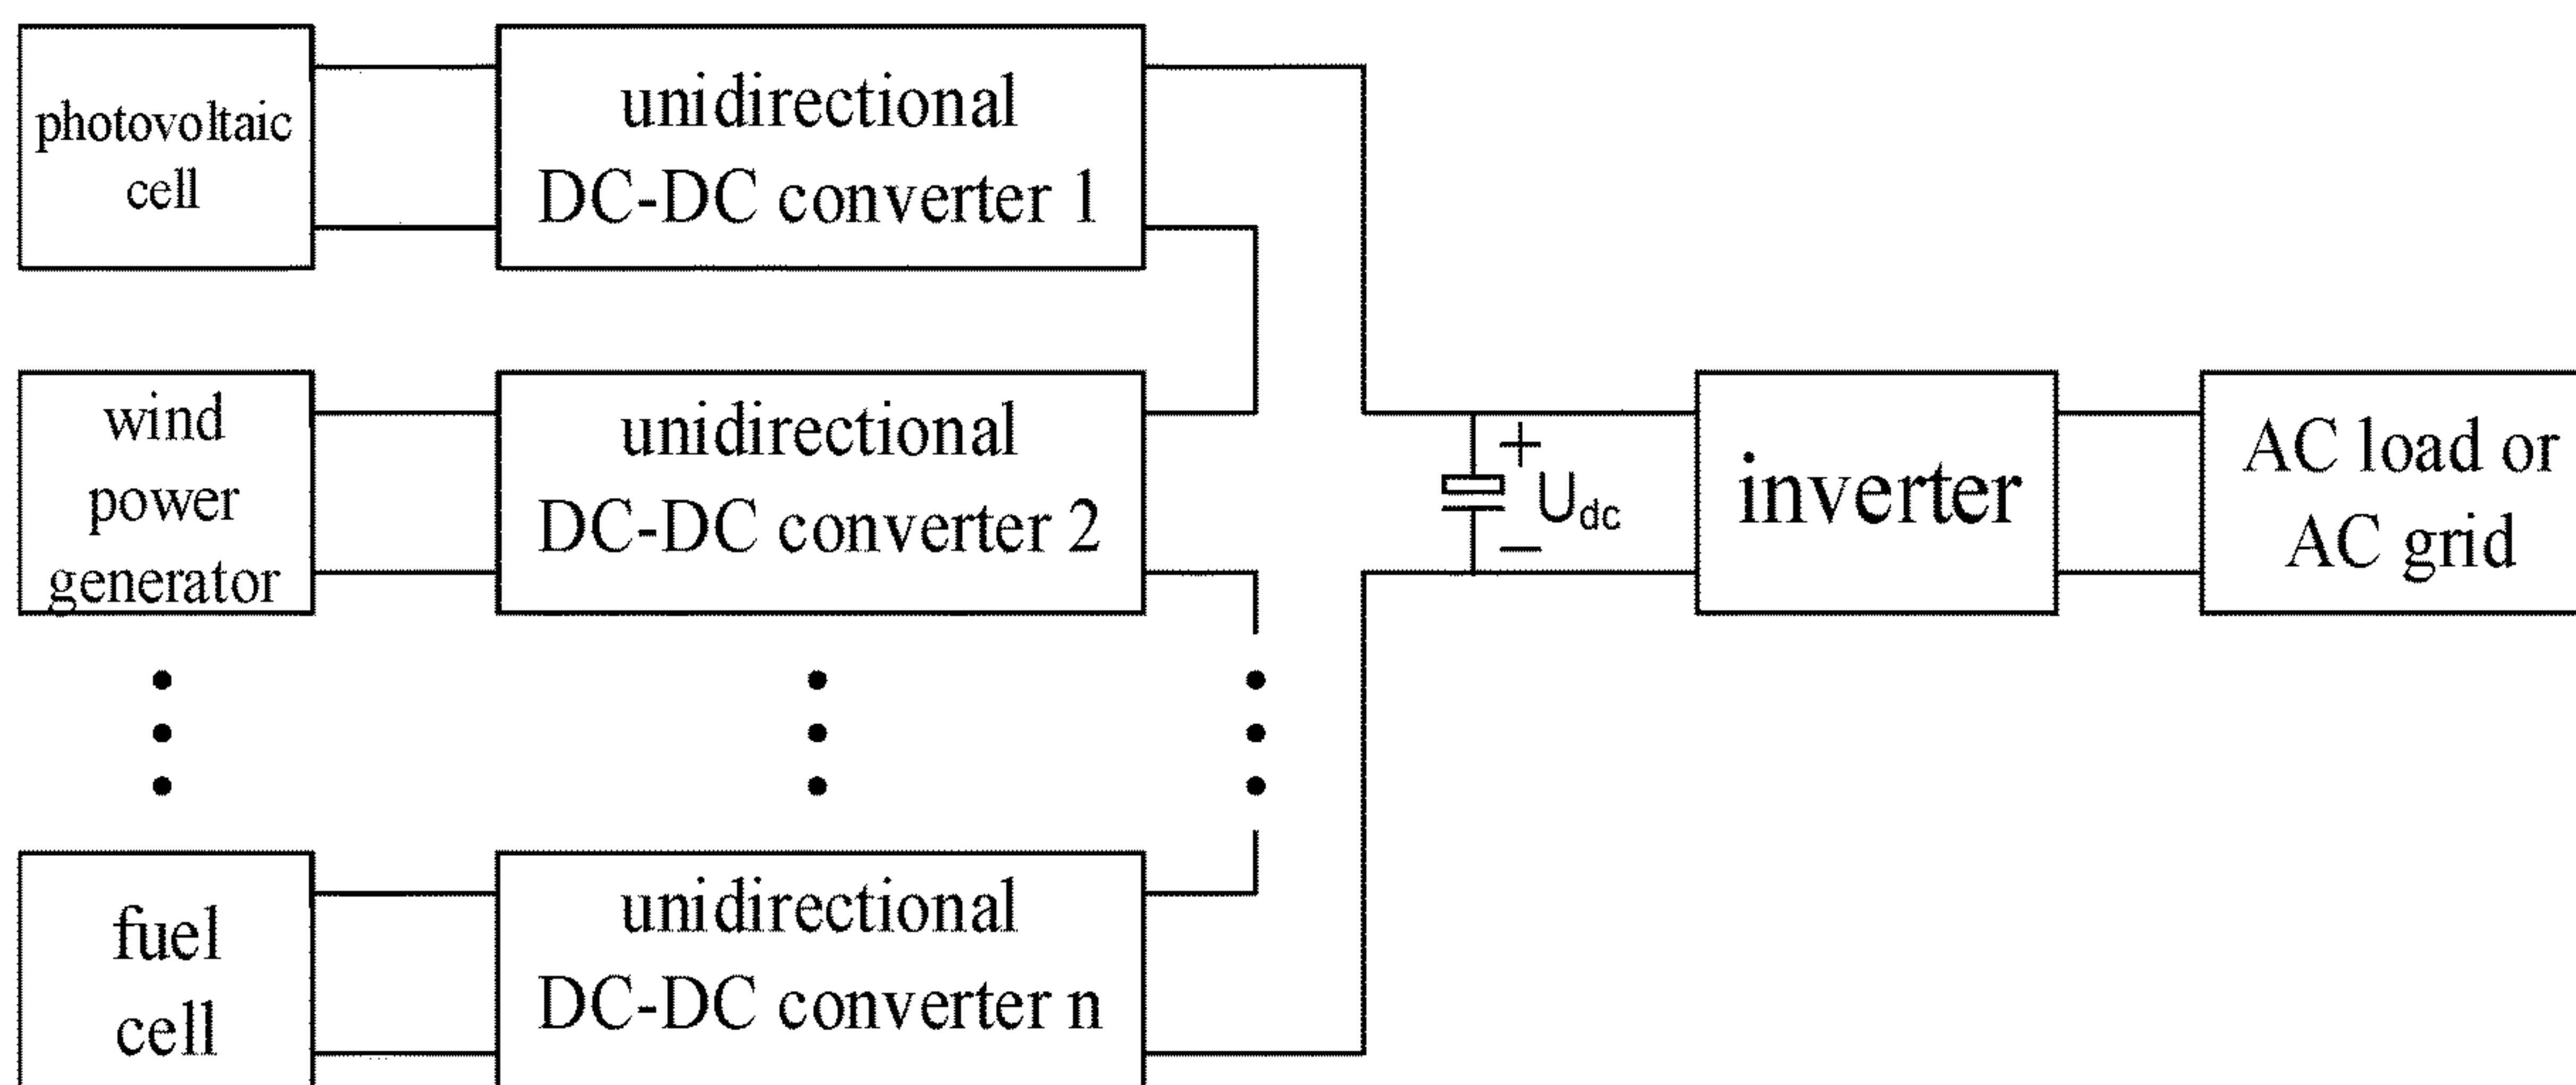 photovoltaic
cell
unidirectional
DC-DC converter 1
wind
power
generator
unidirectional
DC-DC converter 2
+
U_dc
−
inverter
AC load or
AC grid
fuel
cell
unidirectional
DC-DC converter n